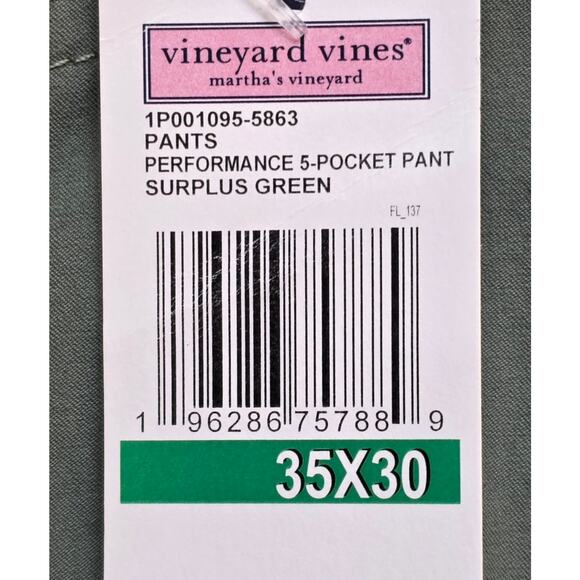 vineyard vines®
martha's vineyard
1P001095-5863
PANTS
PERFORMANCE 5-POCKET PANT
SURPLUS GREEN
FL_137
1 96286 75788 9
35X30